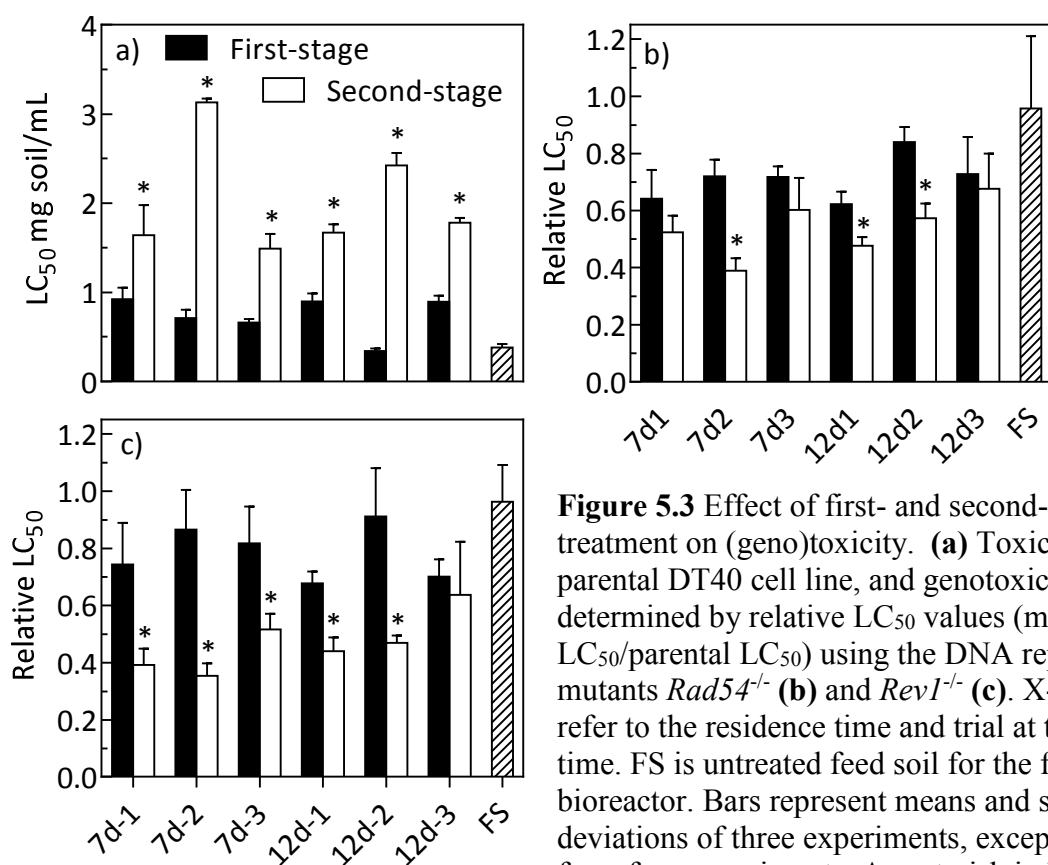 a) First-stage
Second-stage
LC50 mg soil/mL
4
3
2
1
0
* * * * * *
b)
Relative LC50
1.2
1.0
0.8
0.6
0.4
0.2
0.0
* * *
7d1 7d2 7d3 12d1 12d2 12d3 FS
c)
Relative LC50
1.2
1.0
0.8
0.6
0.4
0.2
0.0
* * * * *
7d-1 7d-2 7d-3 12d-1 12d-2 12d-3 FS
Figure 5.3 Effect of first- and second-
treatment on (geno)toxicity. (a) Toxic
parental DT40 cell line, and genotoxic
determined by relative LC50 values (m
LC50/parental LC50) using the DNA rep
mutants Rad54-/- (b) and Rev1-/- (c). X-
refer to the residence time and trial at t
time. FS is untreated feed soil for the f
bioreactor. Bars represent means and s
deviations of three experiments, excep